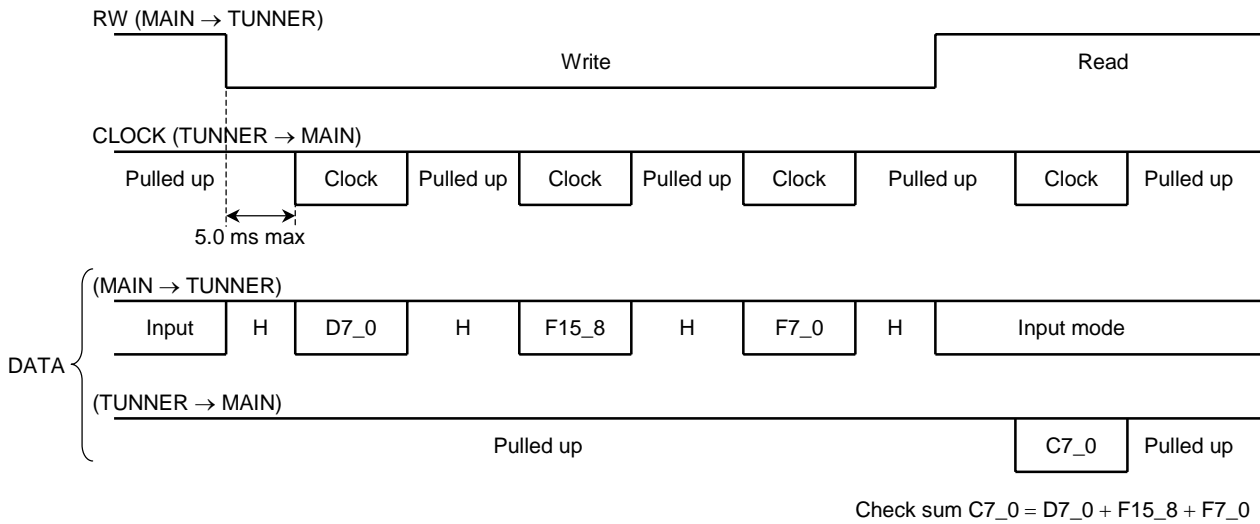 RW (MAIN → TUNNER)
Write Read
CLOCK (TUNNER → MAIN)
Pulled up Clock Pulled up Clock Pulled up Clock Pulled up Clock Pulled up
5.0 ms max
(MAIN → TUNNER)
Input H D7_0 H F15_8 H F7_0 H Input mode
DATA
(TUNNER → MAIN)
Pulled up C7_0 Pulled up
Check sum C7_0 = D7_0 + F15_8 + F7_0